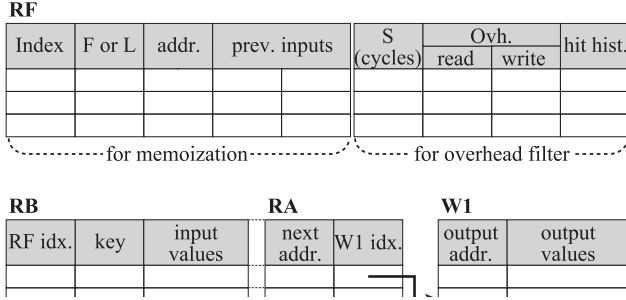 RF
Index F or L addr. prev. inputs S (cycles) Ovh. read write hit hist.
for memoization for overhead filter
RB RA W1
RF idx. key input values next addr. W1 idx. output addr. output values